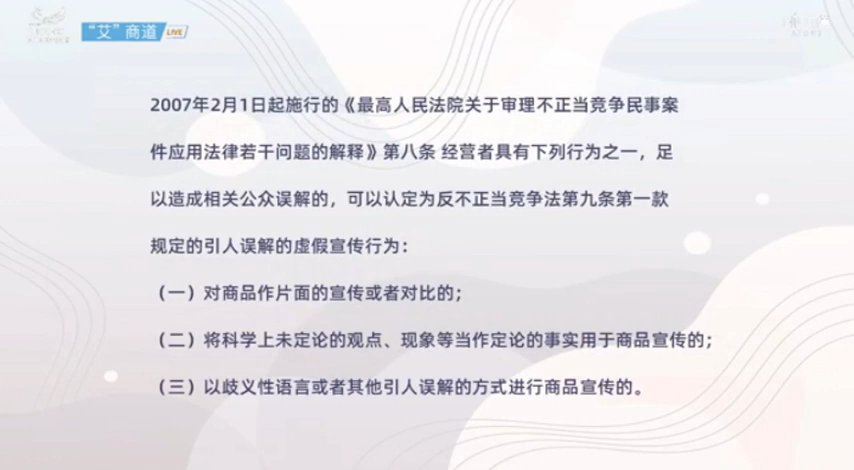 “艾”商道 LIVE
2007年2月1日起施行的《最高人民法院关于审理不正当竞争民事案
件应用法律若干问题的解释》第八条 经营者具有下列行为之一，足
以造成相关公众误解的，可以认定为反不正当竞争法第九条第一款
规定的引人误解的虚假宣传行为：
（一）对商品作片面的宣传或者对比的；
（二）将科学上未定论的观点、现象等当作定论的事实用于商品宣传的；
（三）以歧义性语言或者其他引人误解的方式进行商品宣传的。